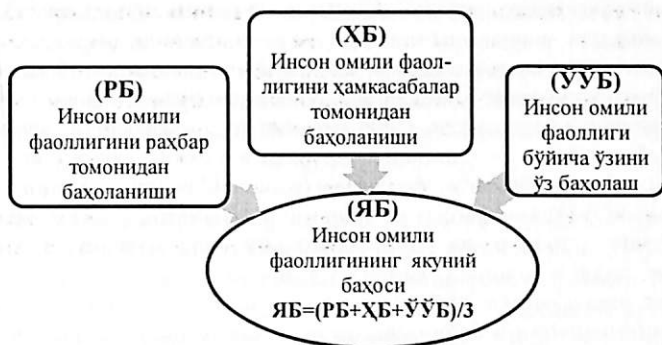 (РБ)
Инсон омили
фаоллигини раҳбар
томонидан
баҳоланиши
(ҲБ)
Инсон омили фаол-
лигини ҳамкасабалар
томонидан
баҳоланиши
(ЎЎБ)
Инсон омили
фаоллиги
бўйича ўзини
ўз баҳолаш
(ЯБ)
Инсон омили
фаоллигининг якуний
баҳоси
ЯБ=(РБ+ҲБ+ЎЎБ)/3